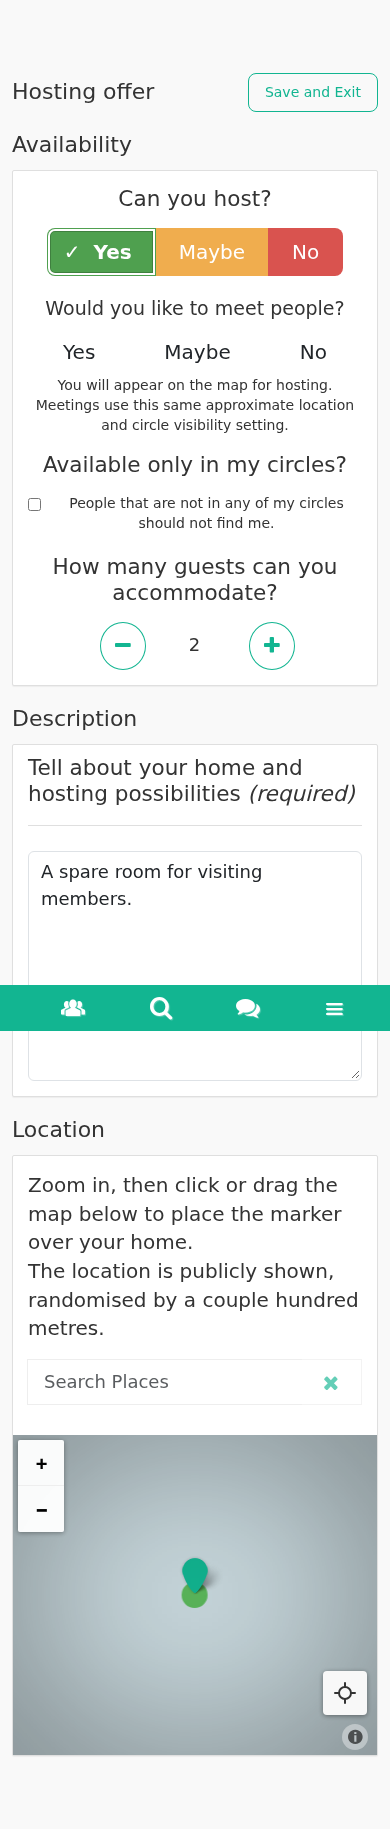 Hosting offer
Save and Exit
Availability
Can you host?
✓ Yes
Maybe
No
Would you like to meet people?
Yes
Maybe
No
You will appear on the map for hosting.
Meetings use this same approximate location
and circle visibility setting.
Available only in my circles?
People that are not in any of my circles
should not find me.
How many guests can you
accommodate?
2
Description
Tell about your home and
hosting possibilities (required)
A spare room for visiting
members.
Location
Zoom in, then click or drag the
map below to place the marker
over your home.
The location is publicly shown,
randomised by a couple hundred
metres.
Search Places
+
−